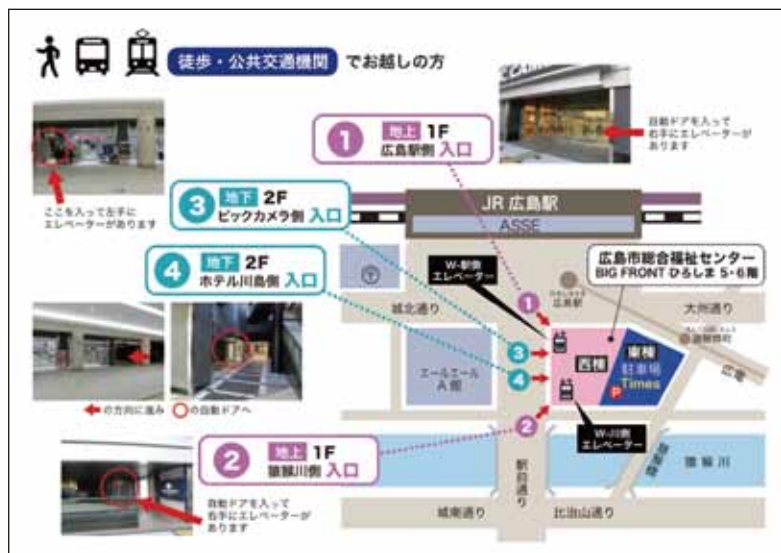 徒歩・公共交通機関 でお越しの方
1 地上 1F
広島駅側 入口
自動ドアを入って
右手にエレベーターが
あります
ここを入って左手に
エレベーターがあります
3 地下 2F
ビックカメラ側 入口
4 地下 2F
ホテル川島側 入口
JR 広島駅
ASSE
広島市総合福祉センター
BIG FRONT ひろしま 5・6階
W-駅側
エレベーター
城北通り
広島駅
大州通り
1
3
4
2
エールエール
A館
西棟
東棟
駐車場
Times
P
広電
の方向に進み の自動ドアへ
2 地上 1F
猿猴川側 入口
W-川側
エレベーター
駅前通り
猿猴川
自動ドアを入って
右手にエレベーターが
あります
城南通り
比治山通り